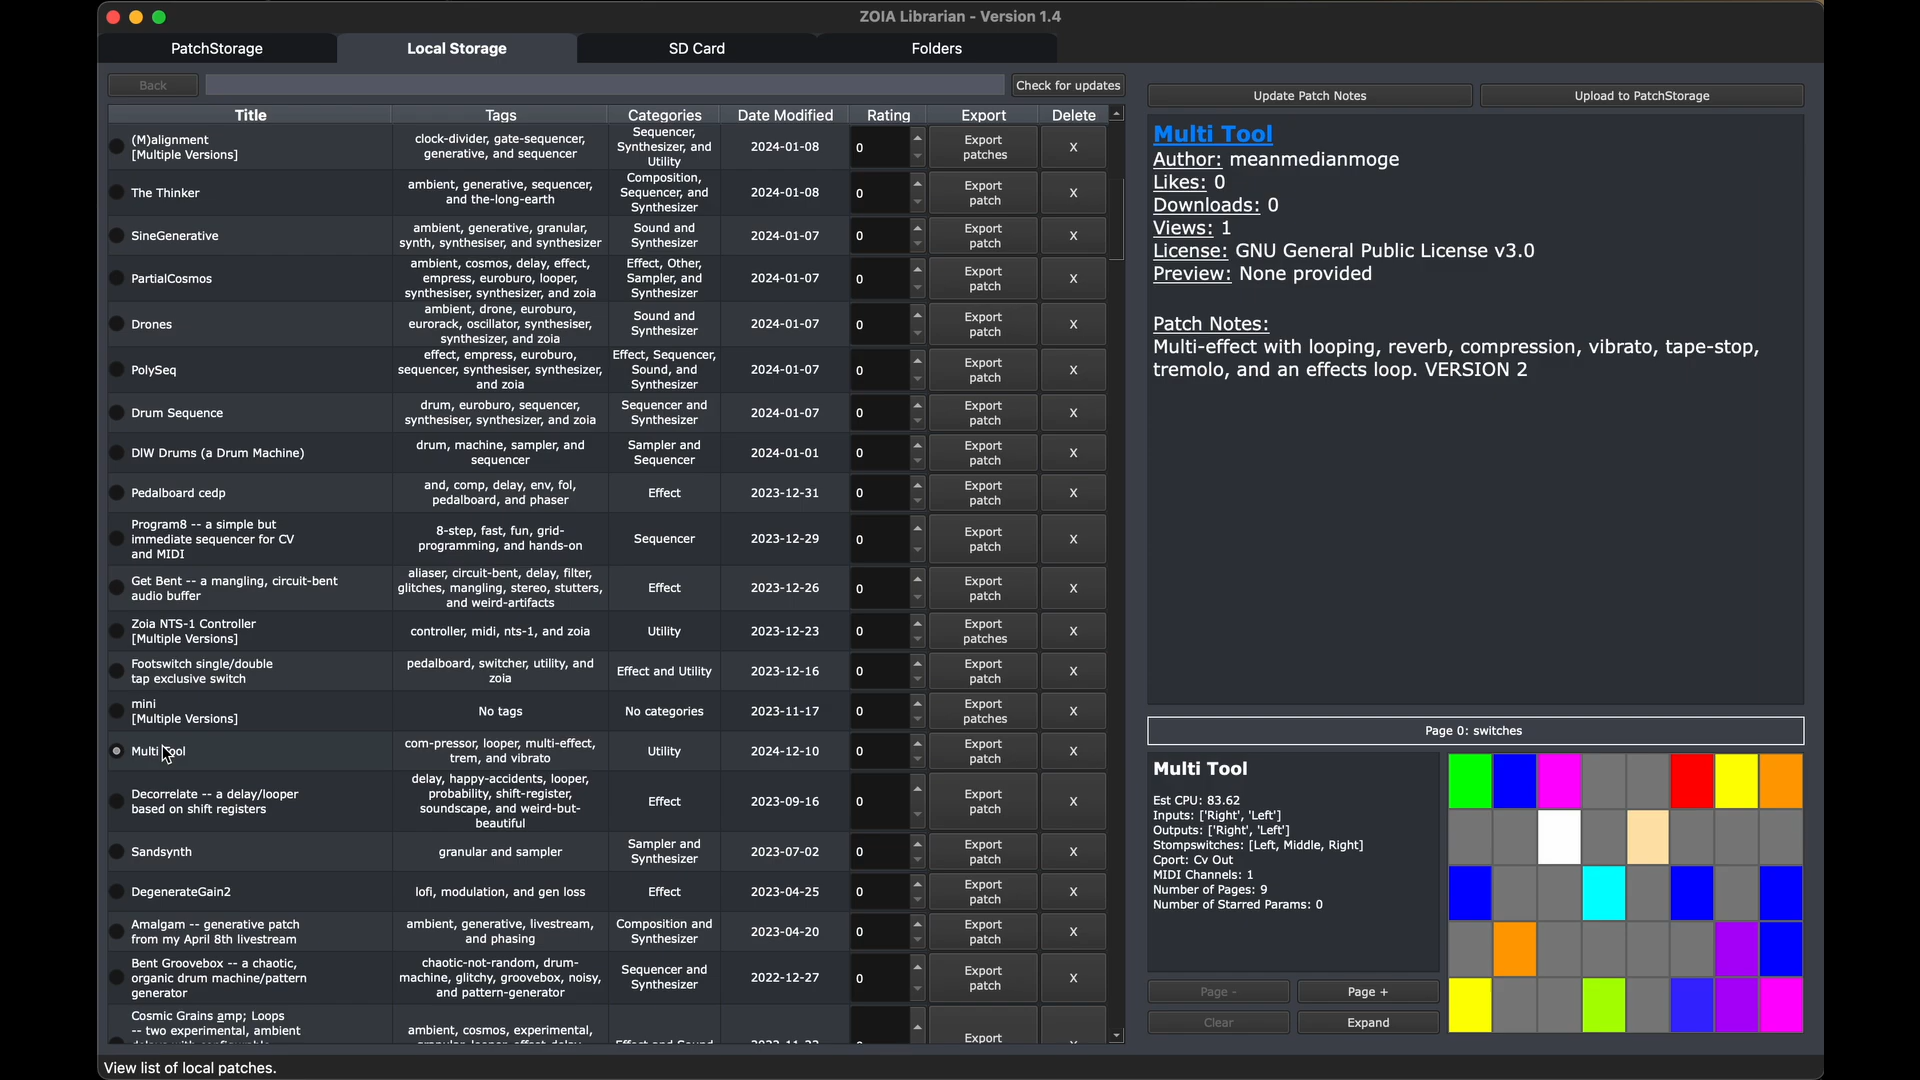 ZOIA Librarian - Version 1.4
PatchStorage
Local Storage
SD Card
Folders
Back
Check for updates
Title
Tags
Categories
Date Modified
Rating
Export
Delete
(M)alignment
[Multiple Versions]
clock-divider, gate-sequencer,
generative, and sequencer
Sequencer,
Synthesizer, and
Utility
2024-01-08
0
Export
patches
X
The Thinker
ambient, generative, sequencer,
and the-long-earth
Composition,
Sequencer, and
Synthesizer
2024-01-08
0
Export
patch
X
SineGenerative
ambient, generative, granular,
synth, synthesiser, and synthesizer
Sound and
Synthesizer
2024-01-07
0
Export
patch
X
PartialCosmos
ambient, cosmos, delay, effect,
empress, euroburo, looper,
synthesiser, synthesizer, and zoia
Effect, Other,
Sampler, and
Synthesizer
2024-01-07
0
Export
patch
X
Drones
ambient, drone, euroburo,
eurorack, oscillator, synthesiser,
synthesizer, and zoia
Sound and
Synthesizer
2024-01-07
0
Export
patch
X
PolySeq
effect, empress, euroburo,
sequencer, synthesiser, synthesizer,
and zoia
Effect, Sequencer,
Sound, and
Synthesizer
2024-01-07
0
Export
patch
X
Drum Sequence
drum, euroburo, sequencer,
synthesiser, synthesizer, and zoia
Sequencer and
Synthesizer
2024-01-07
0
Export
patch
X
DIW Drums (a Drum Machine)
drum, machine, sampler, and
sequencer
Sampler and
Sequencer
2024-01-01
0
Export
patch
X
Pedalboard cedp
and, comp, delay, env, fol,
pedalboard, and phaser
Effect
2023-12-31
0
Export
patch
X
Program8 -- a simple but
immediate sequencer for CV
and MIDI
8-step, fast, fun, grid-
programming, and hands-on
Sequencer
2023-12-29
0
Export
patch
X
Get Bent -- a mangling, circuit-bent
audio buffer
aliaser, circuit-bent, delay, filter,
glitches, mangling, stereo, stutters,
and weird-artifacts
Effect
2023-12-26
0
Export
patch
X
Zoia NTS-1 Controller
[Multiple Versions]
controller, midi, nts-1, and zoia
Utility
2023-12-23
0
Export
patches
X
Footswitch single/double
tap exclusive switch
pedalboard, switcher, utility, and
zoia
Effect and Utility
2023-12-16
0
Export
patch
X
mini
[Multiple Versions]
No tags
No categories
2023-11-17
0
Export
patches
X
Multi Tool
com-pressor, looper, multi-effect,
trem, and vibrato
Utility
2024-12-10
0
Export
patch
X
Decorrelate -- a delay/looper
based on shift registers
delay, happy-accidents, looper,
probability, shift-register,
soundscape, and weird-but-
beautiful
Effect
2023-09-16
0
Export
patch
X
Sandsynth
granular and sampler
Sampler and
Synthesizer
2023-07-02
0
Export
patch
X
DegenerateGain2
lofi, modulation, and gen loss
Effect
2023-04-25
0
Export
patch
X
Amalgam -- generative patch
from my April 8th livestream
ambient, generative, livestream,
and phasing
Composition and
Synthesizer
2023-04-20
0
Export
patch
X
Bent Groovebox -- a chaotic,
organic drum machine/pattern
generator
chaotic-not-random, drum-
machine, glitchy, groovebox, noisy,
and pattern-generator
Sequencer and
Synthesizer
2022-12-27
0
Export
patch
X
Cosmic Grains amp; Loops
-- two experimental, ambient
ambient, cosmos, experimental,
Export
Update Patch Notes
Upload to PatchStorage
Multi Tool
Author: meanmedianmoge
Likes: 0
Downloads: 0
Views: 1
License: GNU General Public License v3.0
Preview: None provided
Patch Notes:
Multi-effect with looping, reverb, compression, vibrato, tape-stop,
tremolo, and an effects loop. VERSION 2
Page 0: switches
Multi Tool
Est CPU: 83.62
Inputs: ['Right', 'Left']
Outputs: ['Right', 'Left']
Stompswitches: [Left, Middle, Right]
Cport: Cv Out
MIDI Channels: 1
Number of Pages: 9
Number of Starred Params: 0
Page -
Page +
Clear
Expand
View list of local patches.